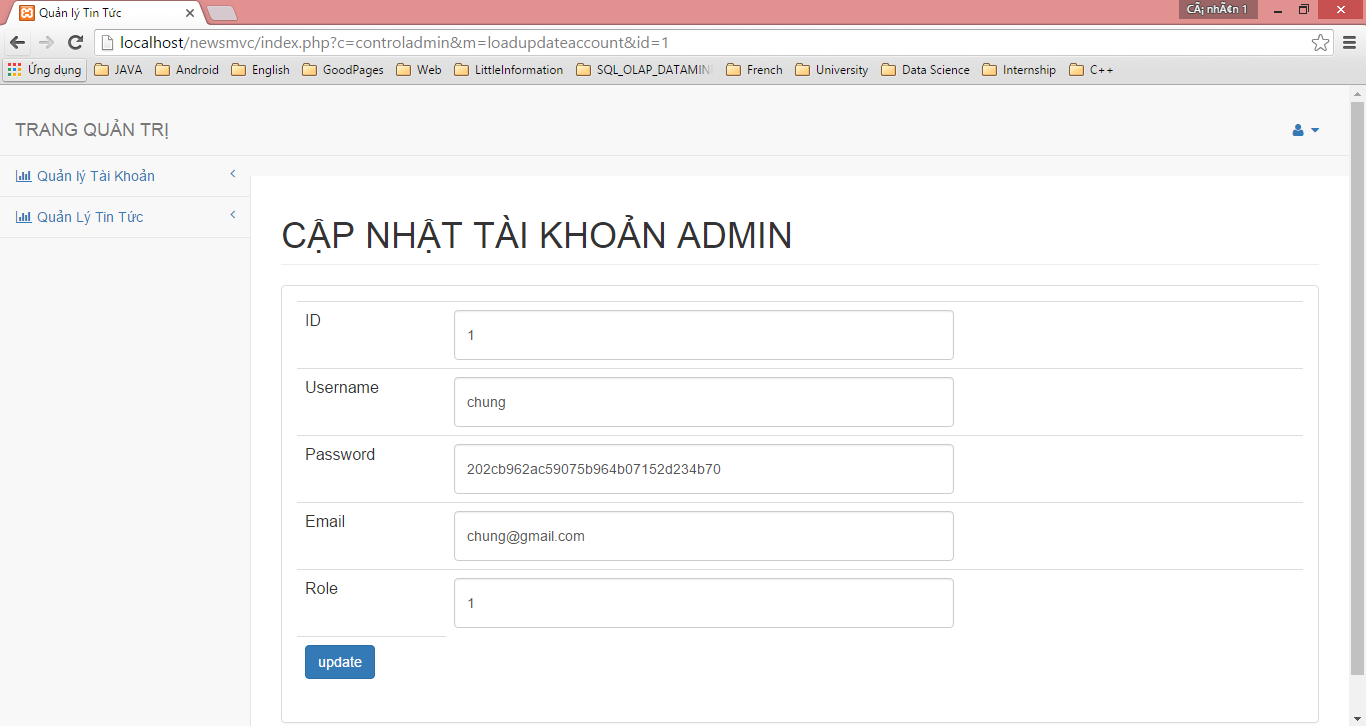 Quản lý Tin Tức
CÃ¡ nhÃ¢n 1
localhost/newsmvc/index.php?c=controladmin&m=loadupdateaccount&id=1
Ứng dụng JAVA Android English GoodPages Web LittleInformation SQL_OLAP_DATAMIN French University Data Science Internship C++
TRANG QUẢN TRỊ
Quản lý Tài Khoản
Quản Lý Tin Tức
CẬP NHẬT TÀI KHOẢN ADMIN
ID 1
Username chung
Password 202cb962ac59075b964b07152d234b70
Email chung@gmail.com
Role 1
update